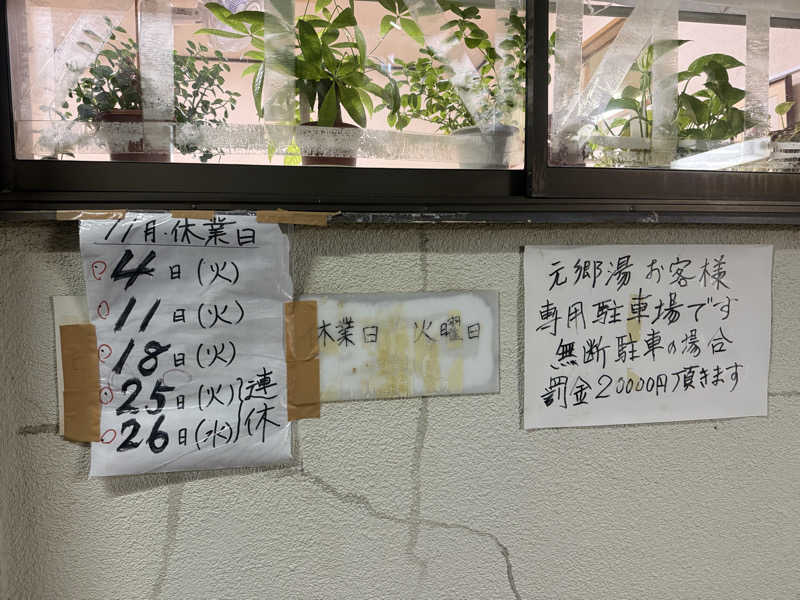 11月・休業日
4日(火)
11日(火)
18日(火)
25日(火)
26日(水)
連休
休業日 火曜日
元郷湯お客様
専用駐車場です
無断駐車の場合
罰金20000円頂きます